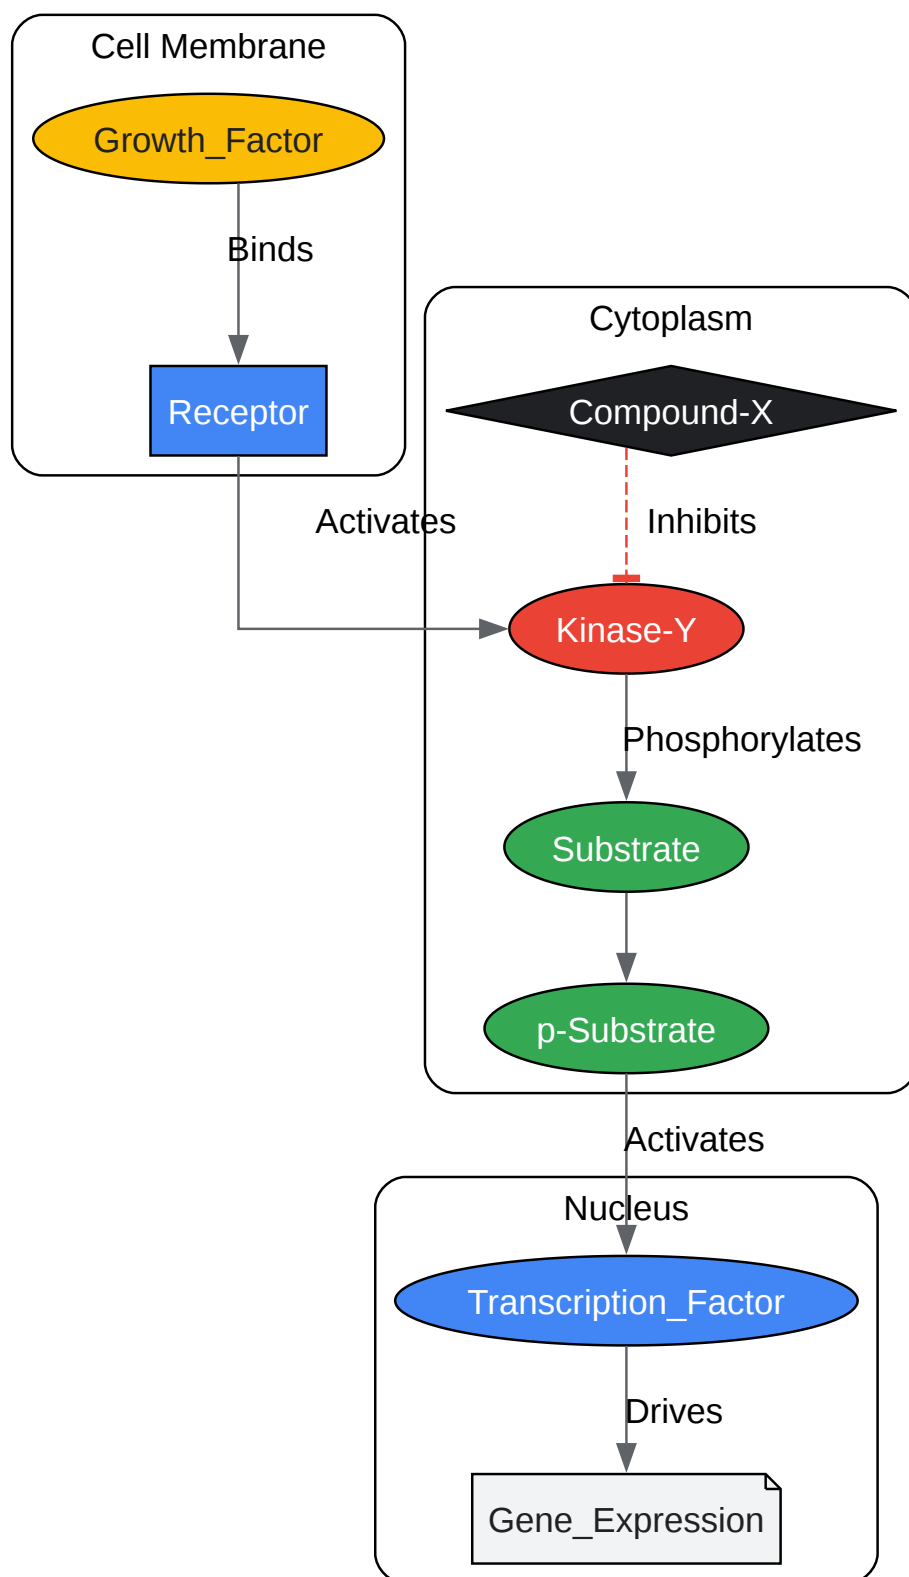 Cell Membrane
Growth_Factor
Binds
Receptor
Cytoplasm
Compound-X
Activates
Inhibits
Kinase-Y
Phosphorylates
Substrate
p-Substrate
Activates
Nucleus
Transcription_Factor
Drives
Gene_Expression